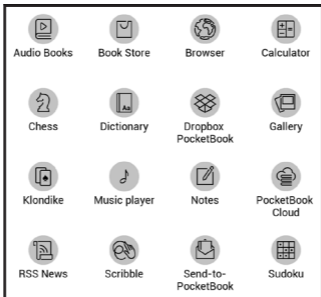 Audio Books
Book Store
Browser
Calculator
Chess
Dictionary
Aa
Dropbox
PocketBook
Gallery
Klondike
Music player
Notes
PocketBook
Cloud
RSS News
Scribble
Send-to-
PocketBook
Sudoku